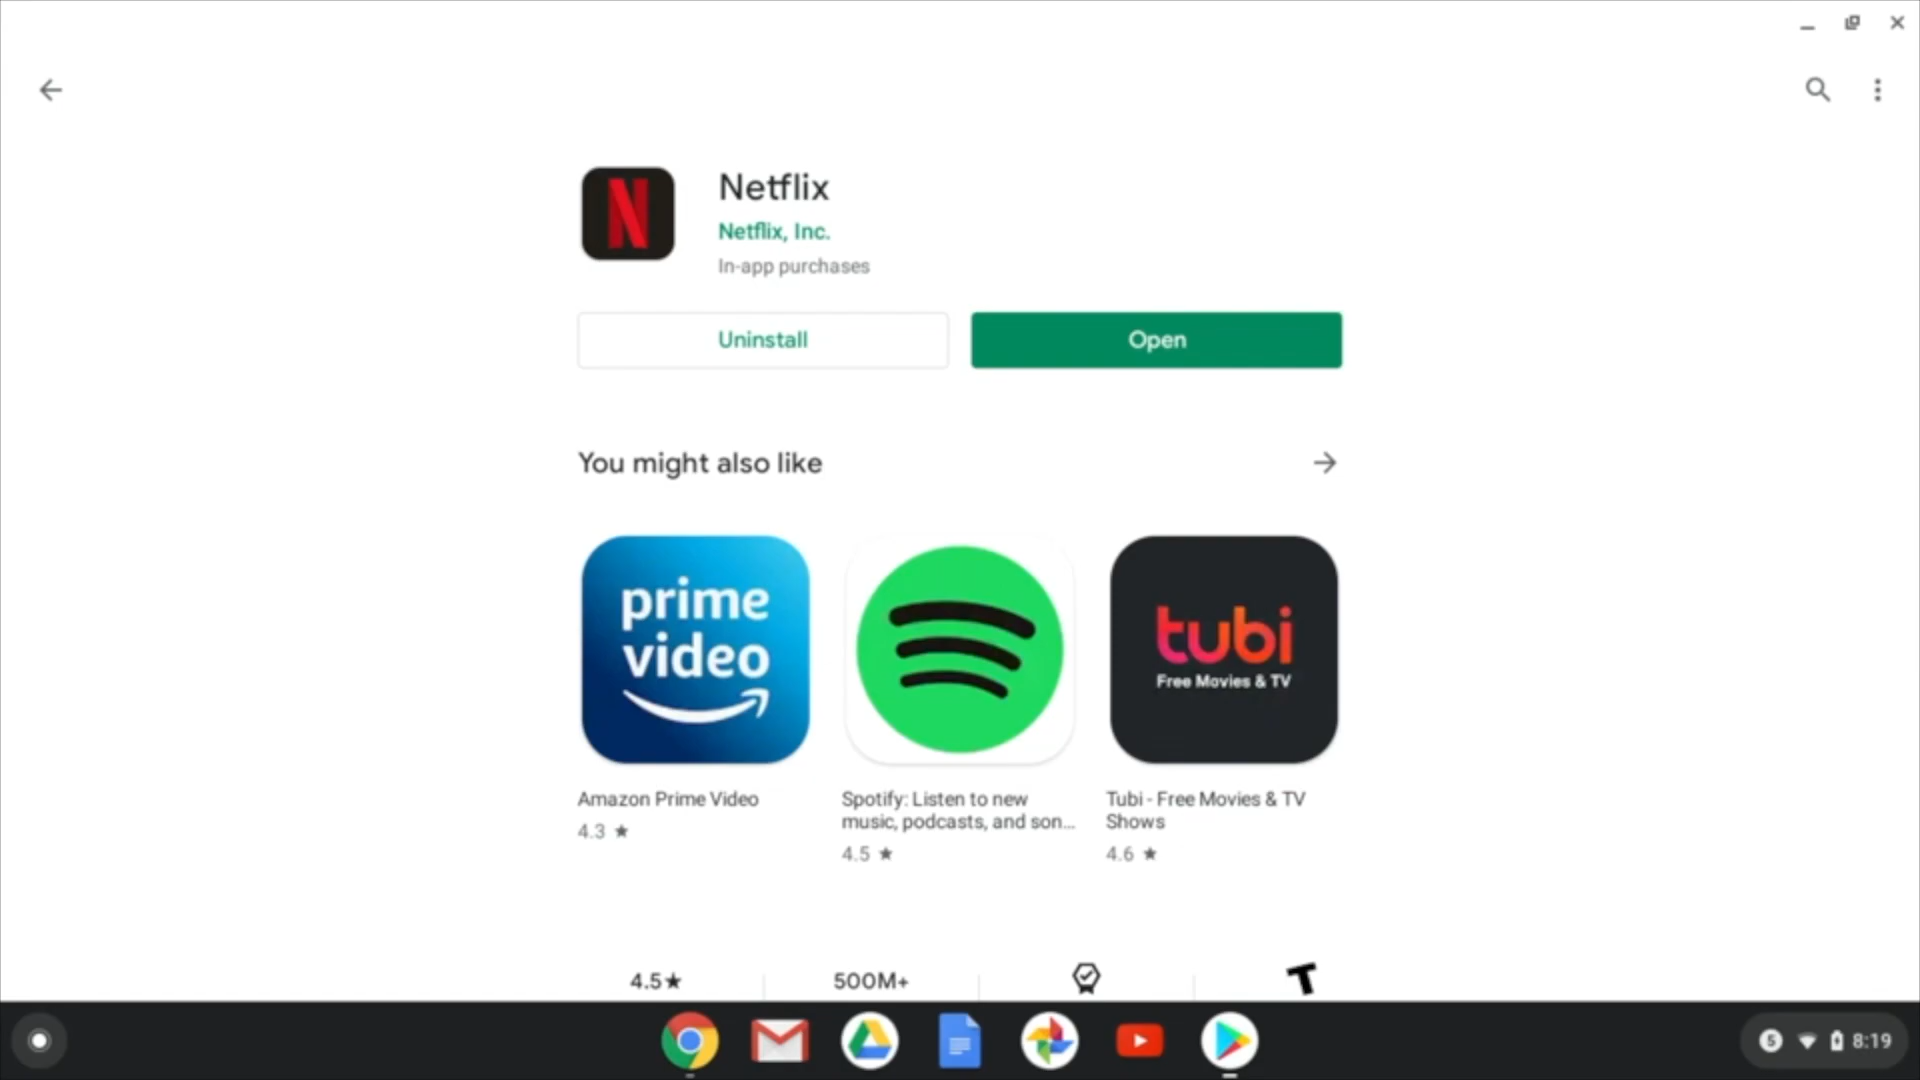 Netflix
Netflix, Inc.
In-app purchases
Uninstall
Open
You might also like
prime
video
tubi
Free Movies & TV
Amazon Prime Video
4.3 ★
Spotify: Listen to new
music, podcasts, and son...
4.5 ★
Tubi - Free Movies & TV
Shows
4.6 ★
4.5★
500M+
T
5
8:19